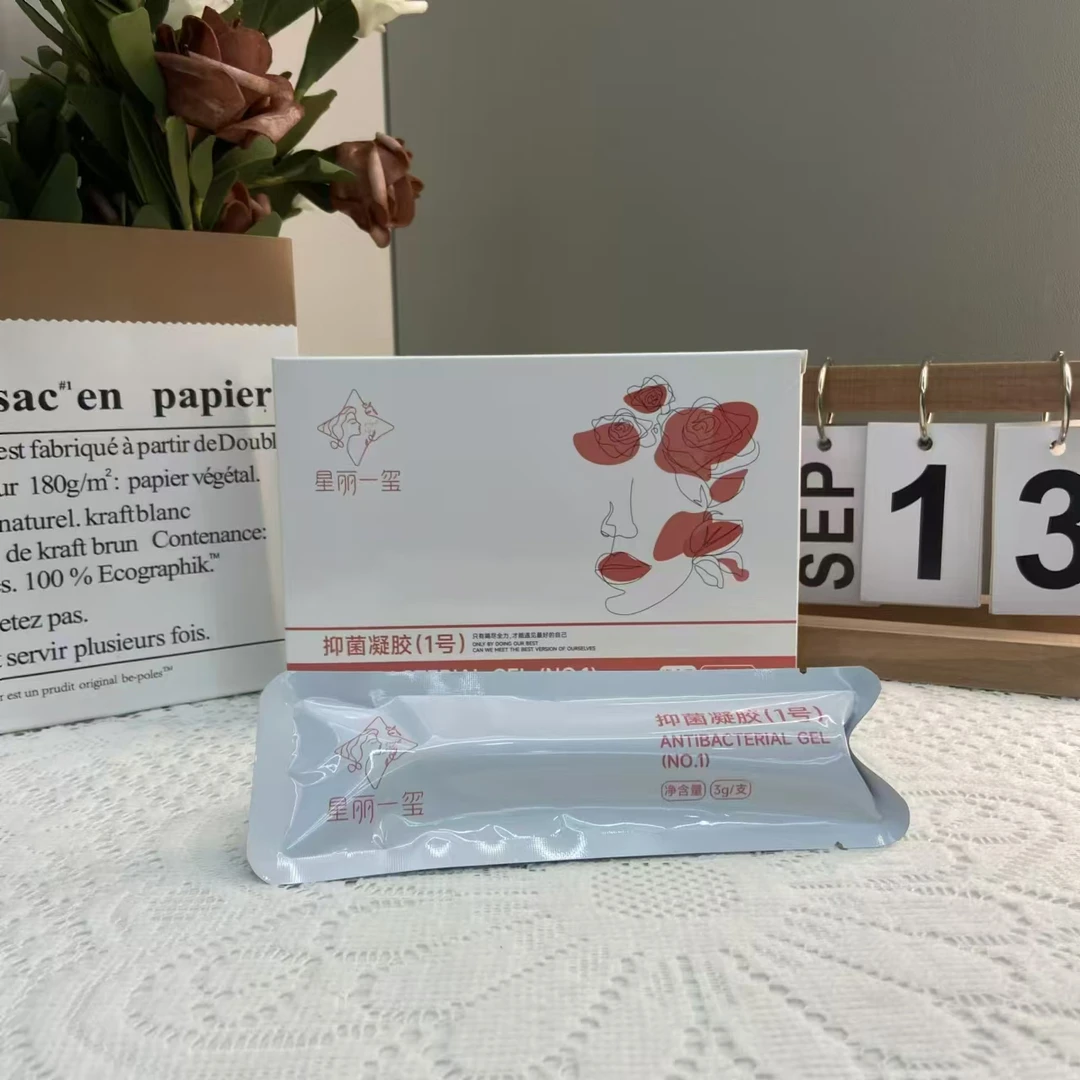 sac#1 en papier
est fabriqué à partir de Doubl
ur 180g/m²: papier végétal.
naturel. kraft blanc
de kraft brun Contenance:
s. 100 % Ecographik.™
etez pas.
t servir plusieurs fois.
r est un prudit original be-poles™
星丽一玺
抑菌凝胶(1号)
只有竭尽全力,才能遇见最好的自己
ONLY BY DOING OUR BEST
CAN WE MEET THE BEST VERSION OF OURSELVES
SEP
1
3
星丽一玺
抑菌凝胶(1号)
ANTIBACTERIAL GEL
(NO.1)
净含量 3g/支